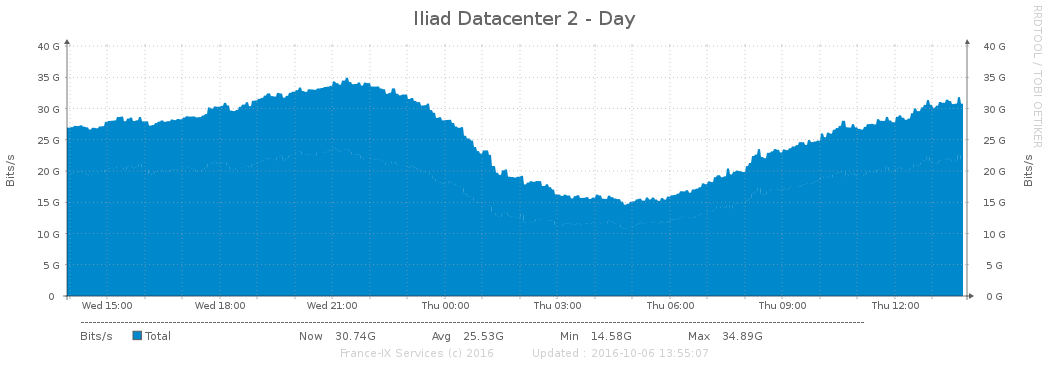 Iliad Datacenter 2 - Day
RRDTOOL / TOBI OETIKER
40 G 40 G
35 G 35 G
30 G 30 G
25 G 25 G
20 G 20 G
15 G 15 G
10 G 10 G
5 G 5 G
0 0 G
Bits/s
Bits/s
Wed 15:00 Wed 18:00 Wed 21:00 Thu 00:00 Thu 03:00 Thu 06:00 Thu 09:00 Thu 12:00
Bits/s Total Now 30.74G Avg 25.53G Min 14.58G Max 34.89G
France-IX Services (c) 2016 Updated : 2016-10-06 13:55:07